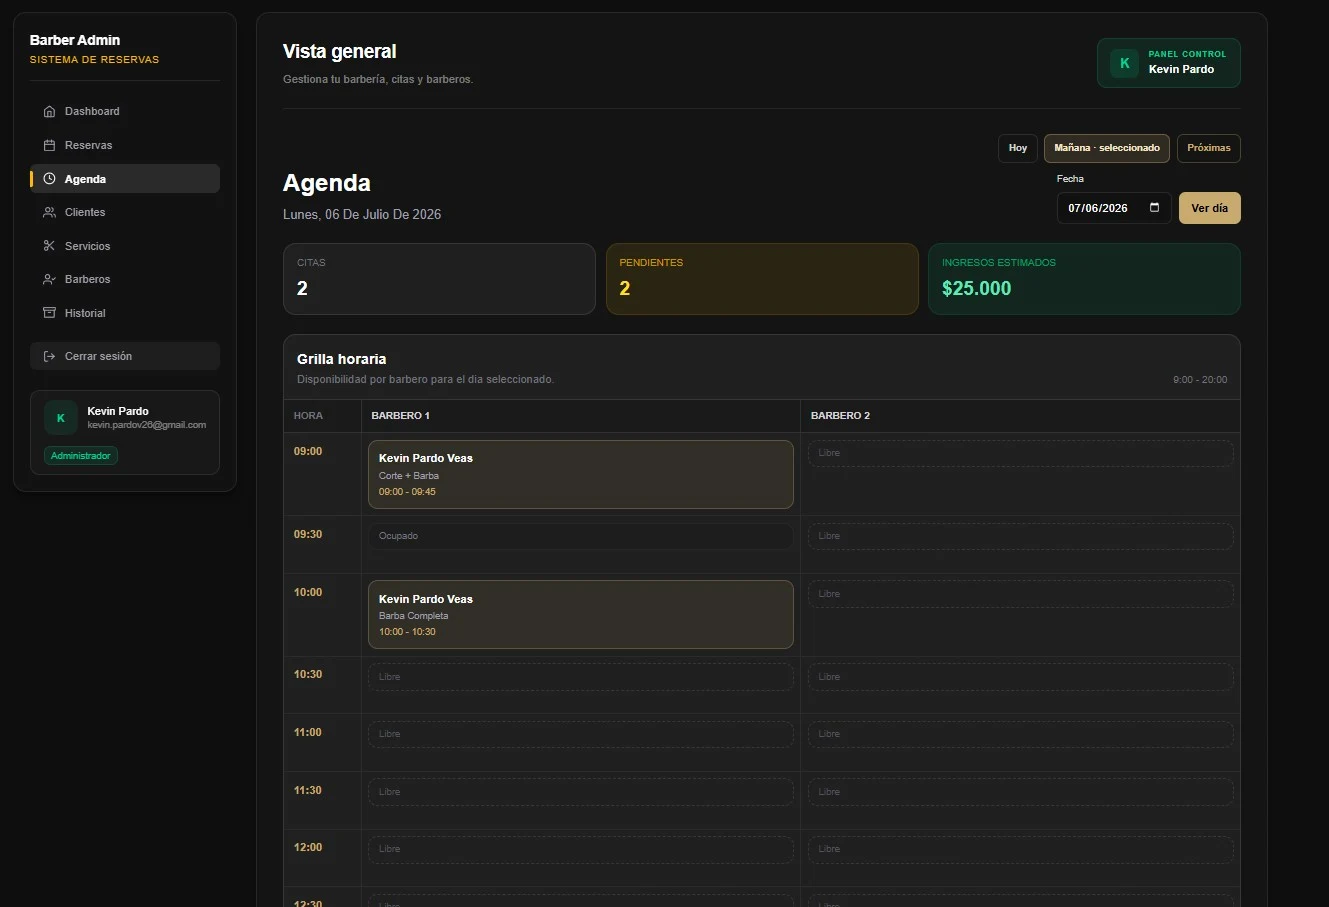 Barber Admin
SISTEMA DE RESERVAS
Dashboard
Reservas
Agenda
Clientes
Servicios
Barberos
Historial
Cerrar sesión
K
Kevin Pardo
kevin.pardov26@gmail.com
Administrador
Vista general
Gestiona tu barbería, citas y barberos.
K
PANEL CONTROL
Kevin Pardo
Hoy
Mañana · seleccionado
Próximas
Agenda
Lunes, 06 De Julio De 2026
Fecha
07/06/2026
Ver día
CITAS
2
PENDIENTES
2
INGRESOS ESTIMADOS
$25.000
Grilla horaria
Disponibilidad por barbero para el dia seleccionado.
9:00 - 20:00
HORA BARBERO 1 BARBERO 2
09:00
Kevin Pardo Veas
Corte + Barba
09:00 - 09:45
Libre
09:30 Ocupado Libre
10:00
Kevin Pardo Veas
Barba Completa
10:00 - 10:30
Libre
10:30 Libre Libre
11:00 Libre Libre
11:30 Libre Libre
12:00 Libre Libre
12:30 Libre Libre